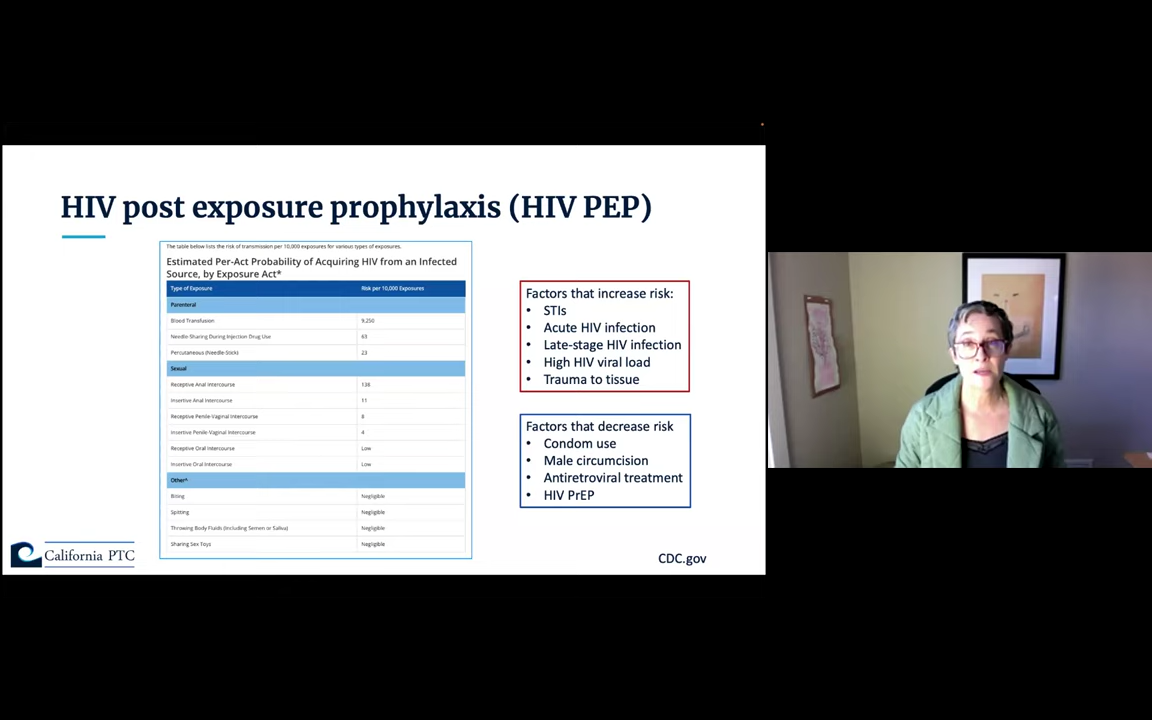 HIV post exposure prophylaxis (HIV PEP)
The table below lists the risk of transmission per 10,000 exposures for various types of exposures.
Estimated Per-Act Probability of Acquiring HIV from an Infected
Source, by Exposure Act*
Type of Exposure Risk per 10,000 Exposures
Parenteral
Blood Transfusion 9,250
Needle-Sharing During Injection Drug Use 63
Percutaneous (Needle-Stick) 23
Sexual
Receptive Anal Intercourse 138
Insertive Anal Intercourse 11
Receptive Penile-Vaginal Intercourse 8
Insertive Penile-Vaginal Intercourse 4
Receptive Oral Intercourse Low
Insertive Oral Intercourse Low
Other^
Biting Negligible
Spitting Negligible
Throwing Body Fluids (Including Semen or Saliva) Negligible
Sharing Sex Toys Negligible
Factors that increase risk:
• STIs
• Acute HIV infection
• Late-stage HIV infection
• High HIV viral load
• Trauma to tissue
Factors that decrease risk
• Condom use
• Male circumcision
• Antiretroviral treatment
• HIV PrEP
California PTC
CDC.gov